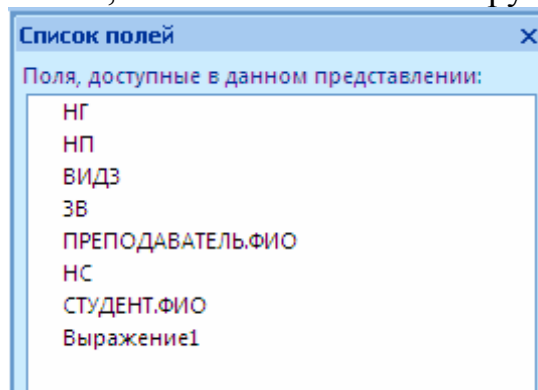 Список полей
Поля, доступные в данном представлении:
НГ
НП
ВИДЗ
ЗВ
ПРЕПОДАВАТЕЛЬ.ФИО
НС
СТУДЕНТ.ФИО
Выражение1